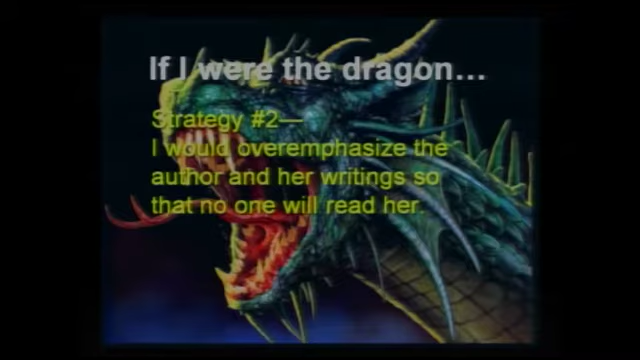 If I were the dragon...
Strategy #2—
I would overemphasize the
author and her writings so
that no one will read her.